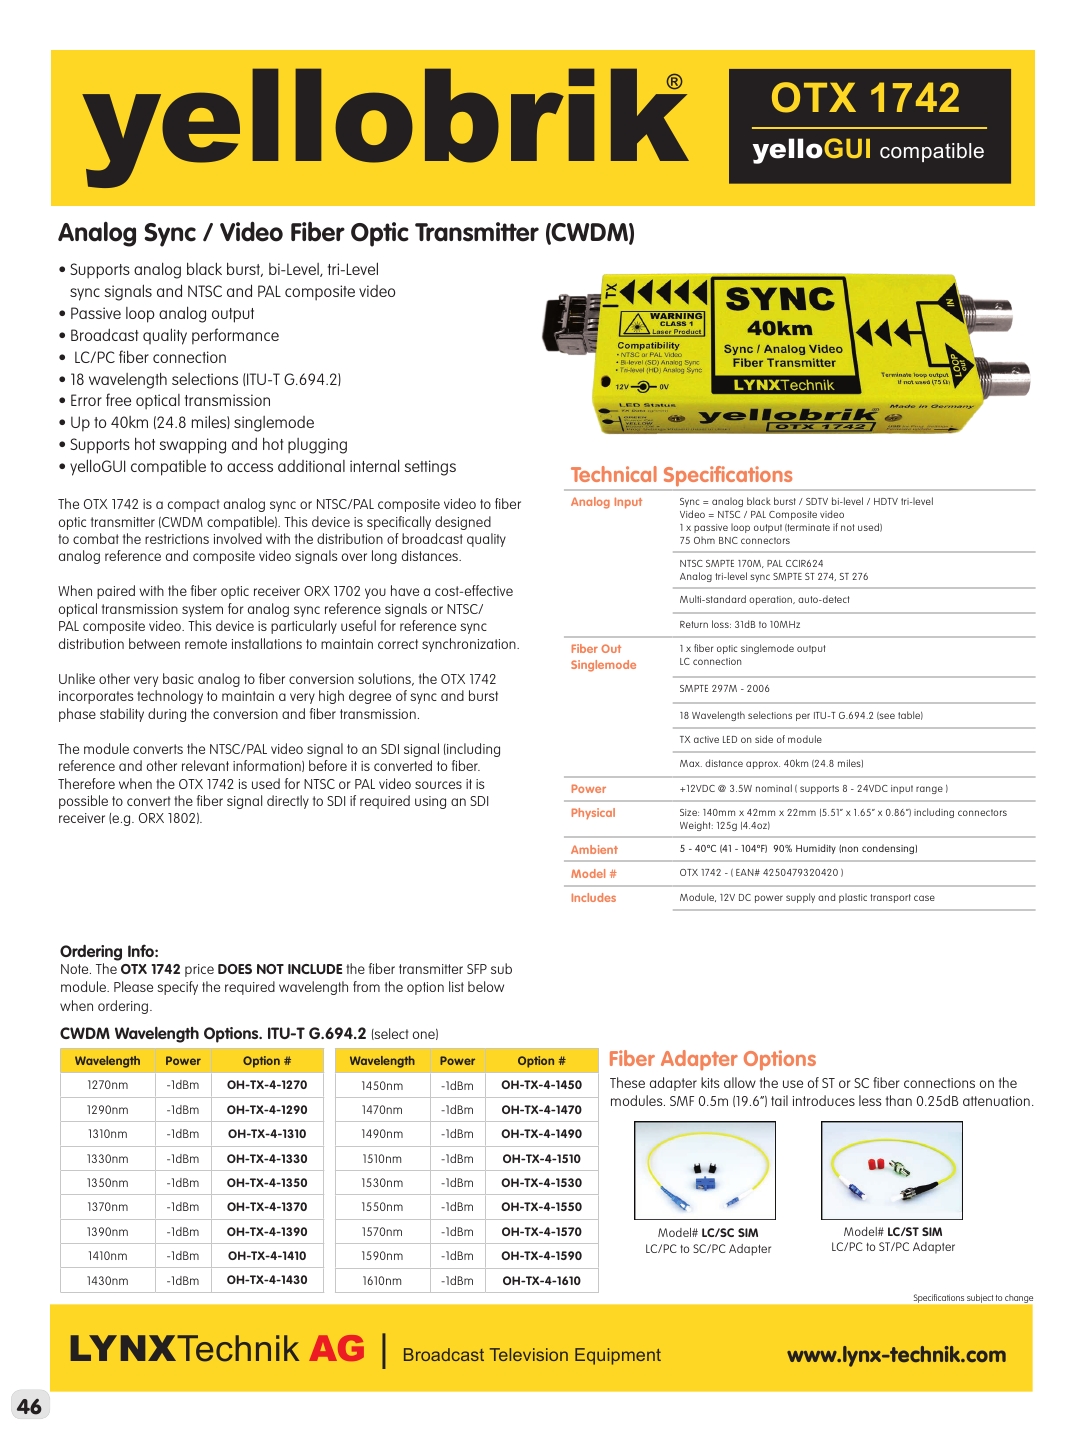 yellobrik®
OTX 1742
yelloGUI compatible
Analog Sync / Video Fiber Optic Transmitter (CWDM)
• Supports analog black burst, bi-Level, tri-Level
sync signals and NTSC and PAL composite video
• Passive loop analog output
• Broadcast quality performance
• LC/PC fiber connection
• 18 wavelength selections (ITU-T G.694.2)
• Error free optical transmission
• Up to 40km (24.8 miles) singlemode
• Supports hot swapping and hot plugging
• yelloGUI compatible to access additional internal settings
The OTX 1742 is a compact analog sync or NTSC/PAL composite video to fiber
optic transmitter (CWDM compatible). This device is specifically designed
to combat the restrictions involved with the distribution of broadcast quality
analog reference and composite video signals over long distances.
When paired with the fiber optic receiver ORX 1702 you have a cost-effective
optical transmission system for analog sync reference signals or NTSC/
PAL composite video. This device is particularly useful for reference sync
distribution between remote installations to maintain correct synchronization.
Unlike other very basic analog to fiber conversion solutions, the OTX 1742
incorporates technology to maintain a very high degree of sync and burst
phase stability during the conversion and fiber transmission.
The module converts the NTSC/PAL video signal to an SDI signal (including
reference and other relevant information) before it is converted to fiber.
Therefore when the OTX 1742 is used for NTSC or PAL video sources it is
possible to convert the fiber signal directly to SDI if required using an SDI
receiver (e.g. ORX 1802).
TX
WARNING
CLASS 1
Laser Product
Compatibility
• NTSC or PAL Video
• Bi-level (SD) Analog Sync
• Tri-level (HD) Analog Sync
12V 0V
SYNC
40km
Sync / Analog Video
Fiber Transmitter
LYNXTechnik
IN
LOOP out
Terminate loop output
if not used (75 Ω)
LED Status
GREEN
YELLOW
yellobrik®
OTX 1742
Made in Germany
Technical Specifications
Analog Input
Sync = analog black burst / SDTV bi-level / HDTV tri-level
Video = NTSC / PAL Composite video
1 x passive loop output (terminate if not used)
75 Ohm BNC connectors
NTSC SMPTE 170M, PAL CCIR624
Analog tri-level sync SMPTE ST 274, ST 276
Multi-standard operation, auto-detect
Return loss: 31dB to 10MHz
Fiber Out
Singlemode
1 x fiber optic singlemode output
LC connection
SMPTE 297M - 2006
18 Wavelength selections per ITU-T G.694.2 (see table)
TX active LED on side of module
Max. distance approx. 40km (24.8 miles)
Power +12VDC @ 3.5W nominal ( supports 8 - 24VDC input range )
Physical Size: 140mm x 42mm x 22mm (5.51” x 1.65” x 0.86”) including connectors
Weight: 125g (4.4oz)
Ambient 5 - 40ºC (41 - 104ºF) 90% Humidity (non condensing)
Model # OTX 1742 - ( EAN# 4250479320420 )
Includes Module, 12V DC power supply and plastic transport case
Ordering Info:
Note. The OTX 1742 price DOES NOT INCLUDE the fiber transmitter SFP sub
module. Please specify the required wavelength from the option list below
when ordering.
CWDM Wavelength Options. ITU-T G.694.2 (select one)
Wavelength Power Option #
1270nm -1dBm OH-TX-4-1270
1290nm -1dBm OH-TX-4-1290
1310nm -1dBm OH-TX-4-1310
1330nm -1dBm OH-TX-4-1330
1350nm -1dBm OH-TX-4-1350
1370nm -1dBm OH-TX-4-1370
1390nm -1dBm OH-TX-4-1390
1410nm -1dBm OH-TX-4-1410
1430nm -1dBm OH-TX-4-1430
Wavelength Power Option #
1450nm -1dBm OH-TX-4-1450
1470nm -1dBm OH-TX-4-1470
1490nm -1dBm OH-TX-4-1490
1510nm -1dBm OH-TX-4-1510
1530nm -1dBm OH-TX-4-1530
1550nm -1dBm OH-TX-4-1550
1570nm -1dBm OH-TX-4-1570
1590nm -1dBm OH-TX-4-1590
1610nm -1dBm OH-TX-4-1610
Fiber Adapter Options
These adapter kits allow the use of ST or SC fiber connections on the
modules. SMF 0.5m (19.6”) tail introduces less than 0.25dB attenuation.
Model# LC/SC SIM
LC/PC to SC/PC Adapter
Model# LC/ST SIM
LC/PC to ST/PC Adapter
Specifications subject to change
LYNXTechnik AG | Broadcast Television Equipment
www.lynx-technik.com
46